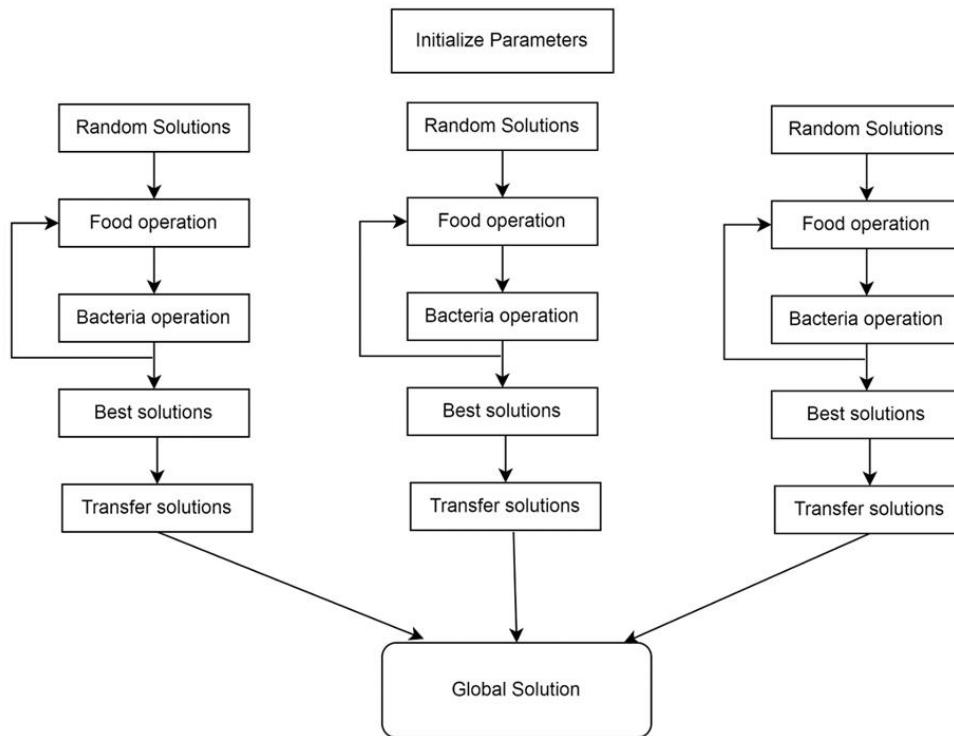 Initialize Parameters
Random Solutions
Random Solutions
Random Solutions
Food operation
Food operation
Food operation
Bacteria operation
Bacteria operation
Bacteria operation
Best solutions
Best solutions
Best solutions
Transfer solutions
Transfer solutions
Transfer solutions
Global Solution